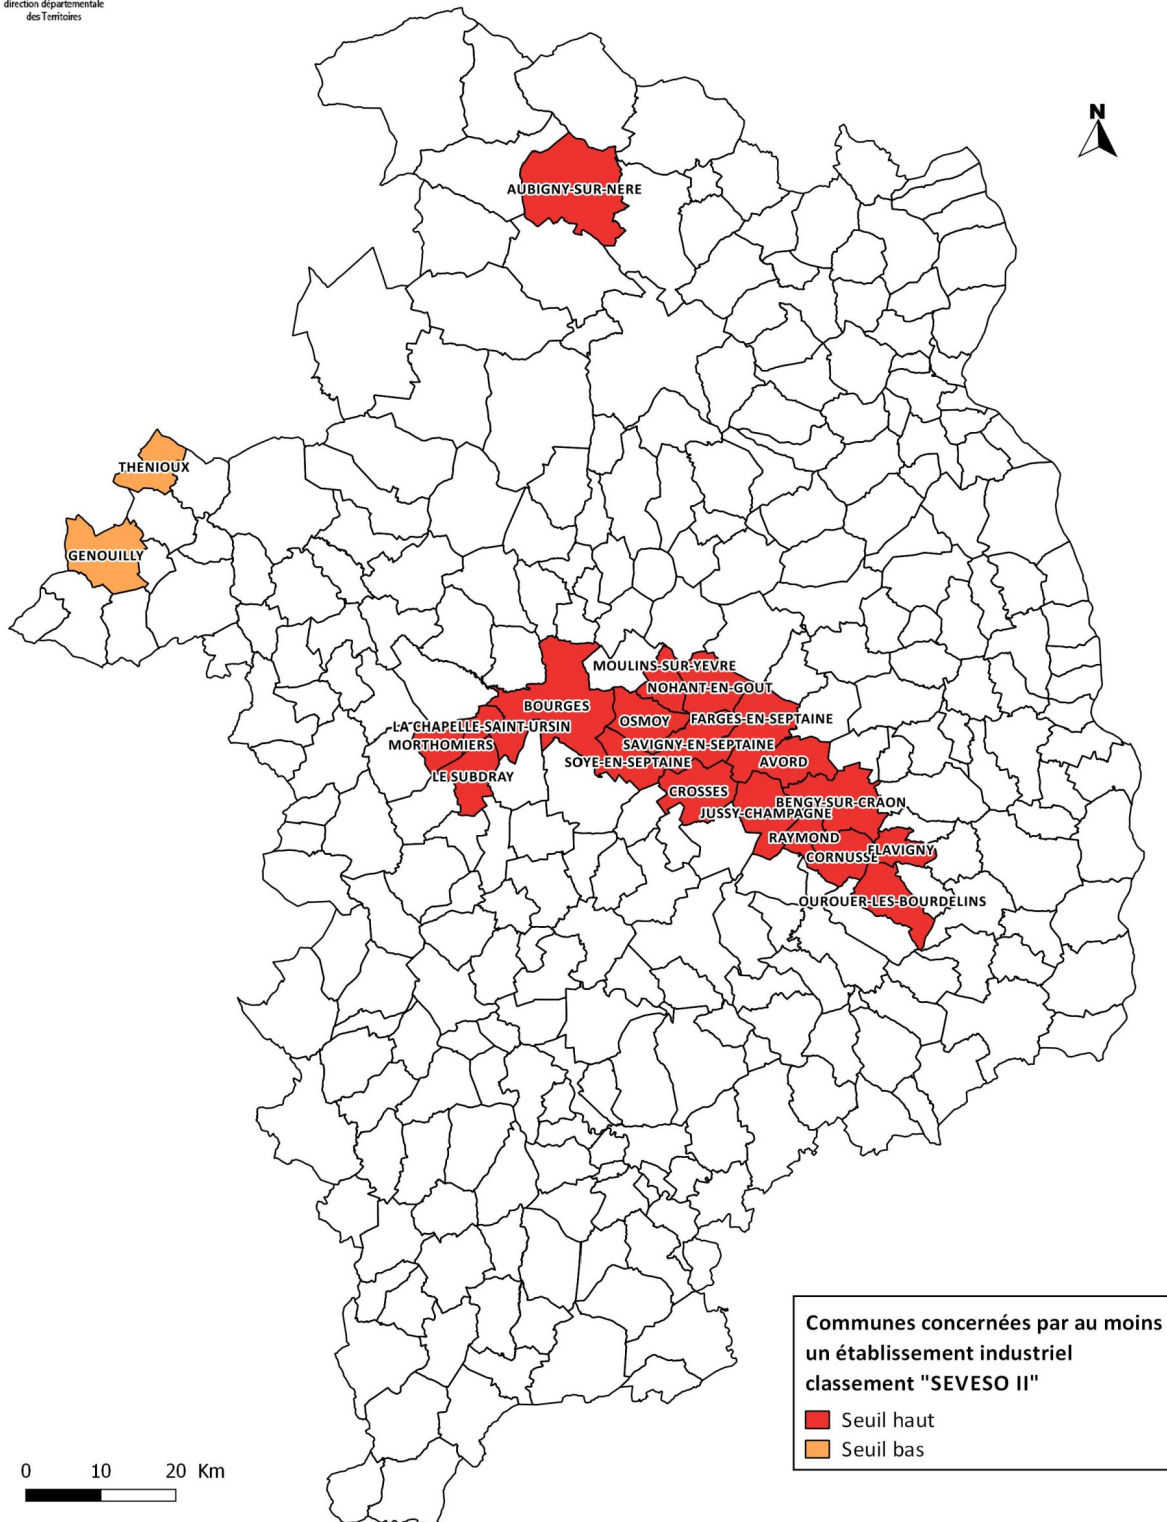 direction départementale
des Territoires
N
AUBIGNY-SUR-NERE
THENIOUX
GENOUILLY
MOULINS-SUR-YEVRE
NOHANT-EN-GOUT
BOURGES
OSMOY
FARGES-EN-SEPTAINE
LA CHAPELLE-SAINT-URSIN
MORTHOMIERS
SAVIGNY-EN-SEPTAINE
SOYE-EN-SEPTAINE
AVORD
LE SUBDRAY
CROSSES
BENGY-SUR-CRAON
JUSSY-CHAMPAGNE
RAYMOND
FLAVIGNY
CORNUSSE
OUROUER-LES-BOURDELINS
Communes concernées par au moins
un établissement industriel
classement "SEVESO II"
Seuil haut
Seuil bas
0 10 20 Km